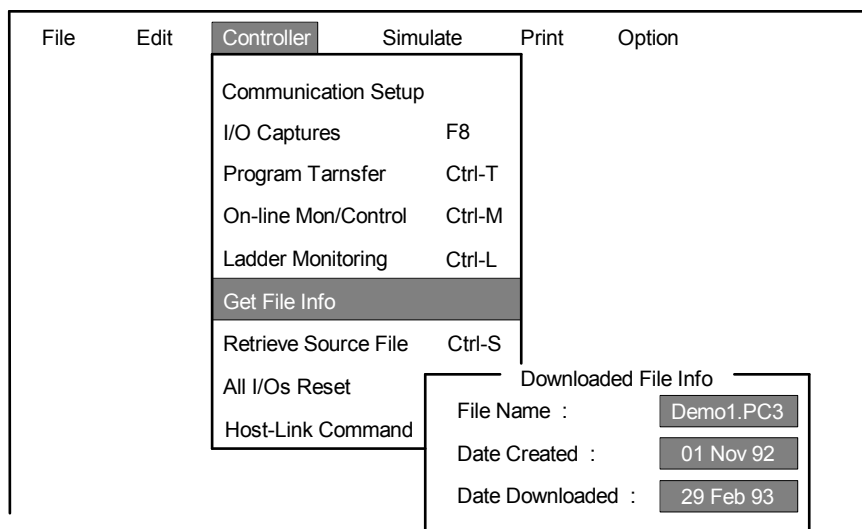 File Edit Controller Simulate Print Option
Communication Setup
I/O Captures F8
Program Tarnsfer Ctrl-T
On-line Mon/Control Ctrl-M
Ladder Monitoring Ctrl-L
Get File Info
Retrieve Source File Ctrl-S
All I/Os Reset
Host-Link Command
Downloaded File Info
File Name : Demo1.PC3
Date Created : 01 Nov 92
Date Downloaded : 29 Feb 93